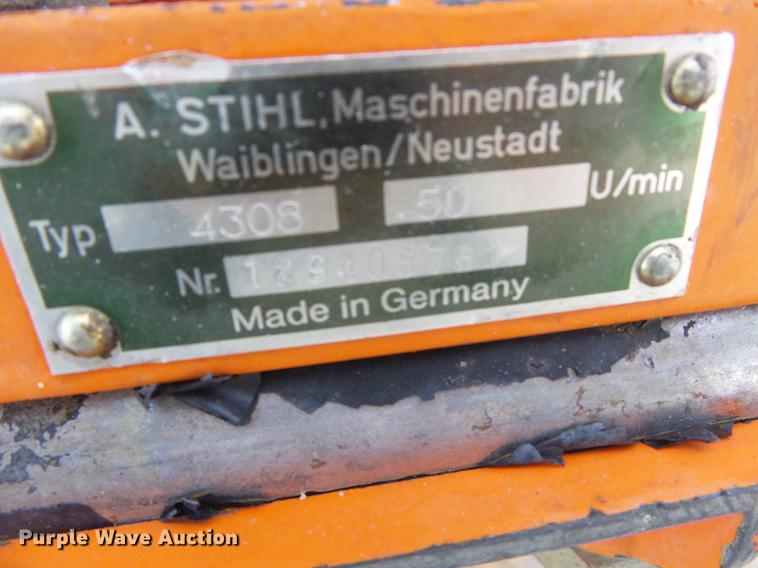 A. STIHL, Maschinenfabrik
Waiblingen/Neustadt
Typ 4308 50 U/min
Nr.
Made in Germany
Purple Wave Auction